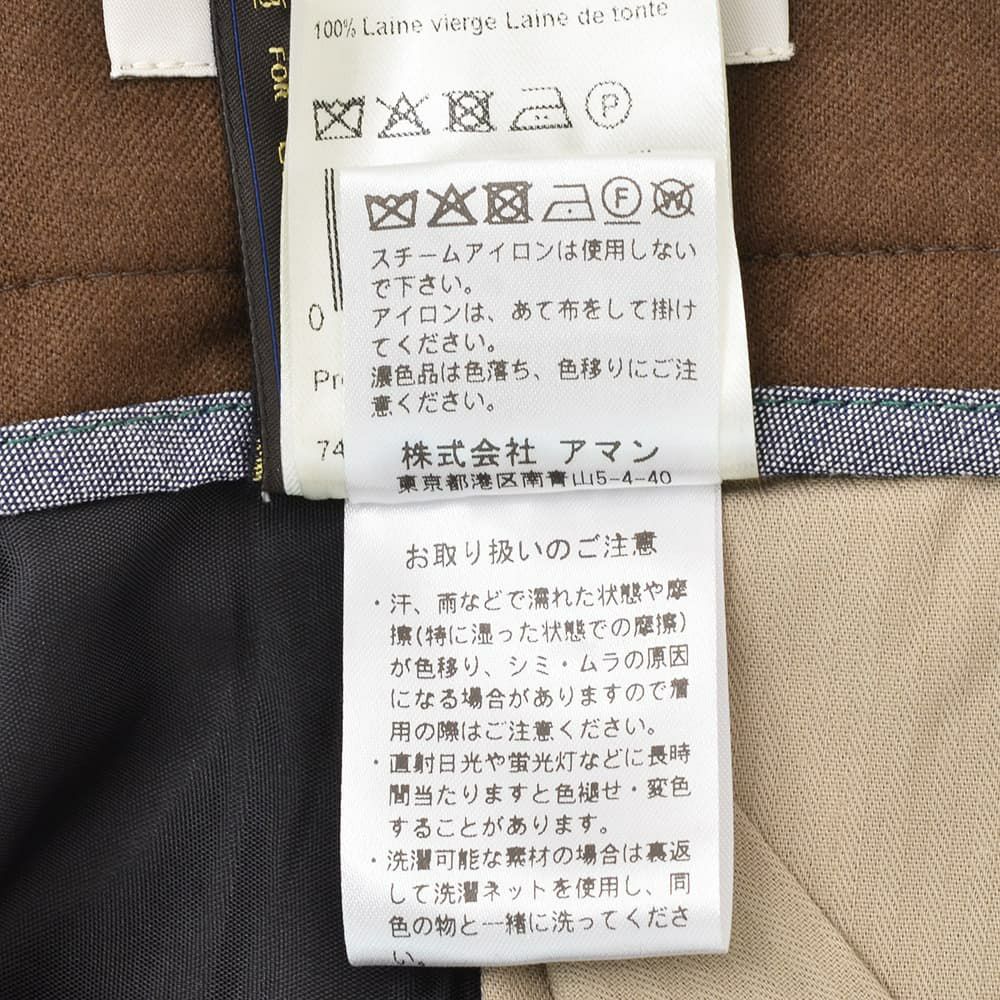 100% Laine vierge Laine de tonte
FOR
P
F
W
スチームアイロンは使用しない
で下さい。
アイロンは、あて布をして掛け
てください。
濃色品は色落ち、色移りにご注
意ください。
株式会社 アマン
東京都港区南青山5-4-40
0
74
お取り扱いのご注意
・汗、雨などで濡れた状態や摩
擦(特に湿った状態での摩擦)
が色移り、シミ・ムラの原因
になる場合がありますので着
用の際はご注意ください。
・直射日光や蛍光灯などに長時
間当たりますと色褪せ・変色
することがあります。
・洗濯可能な素材の場合は裏返
して洗濯ネットを使用し、同
色の物と一緒に洗ってくださ
い。